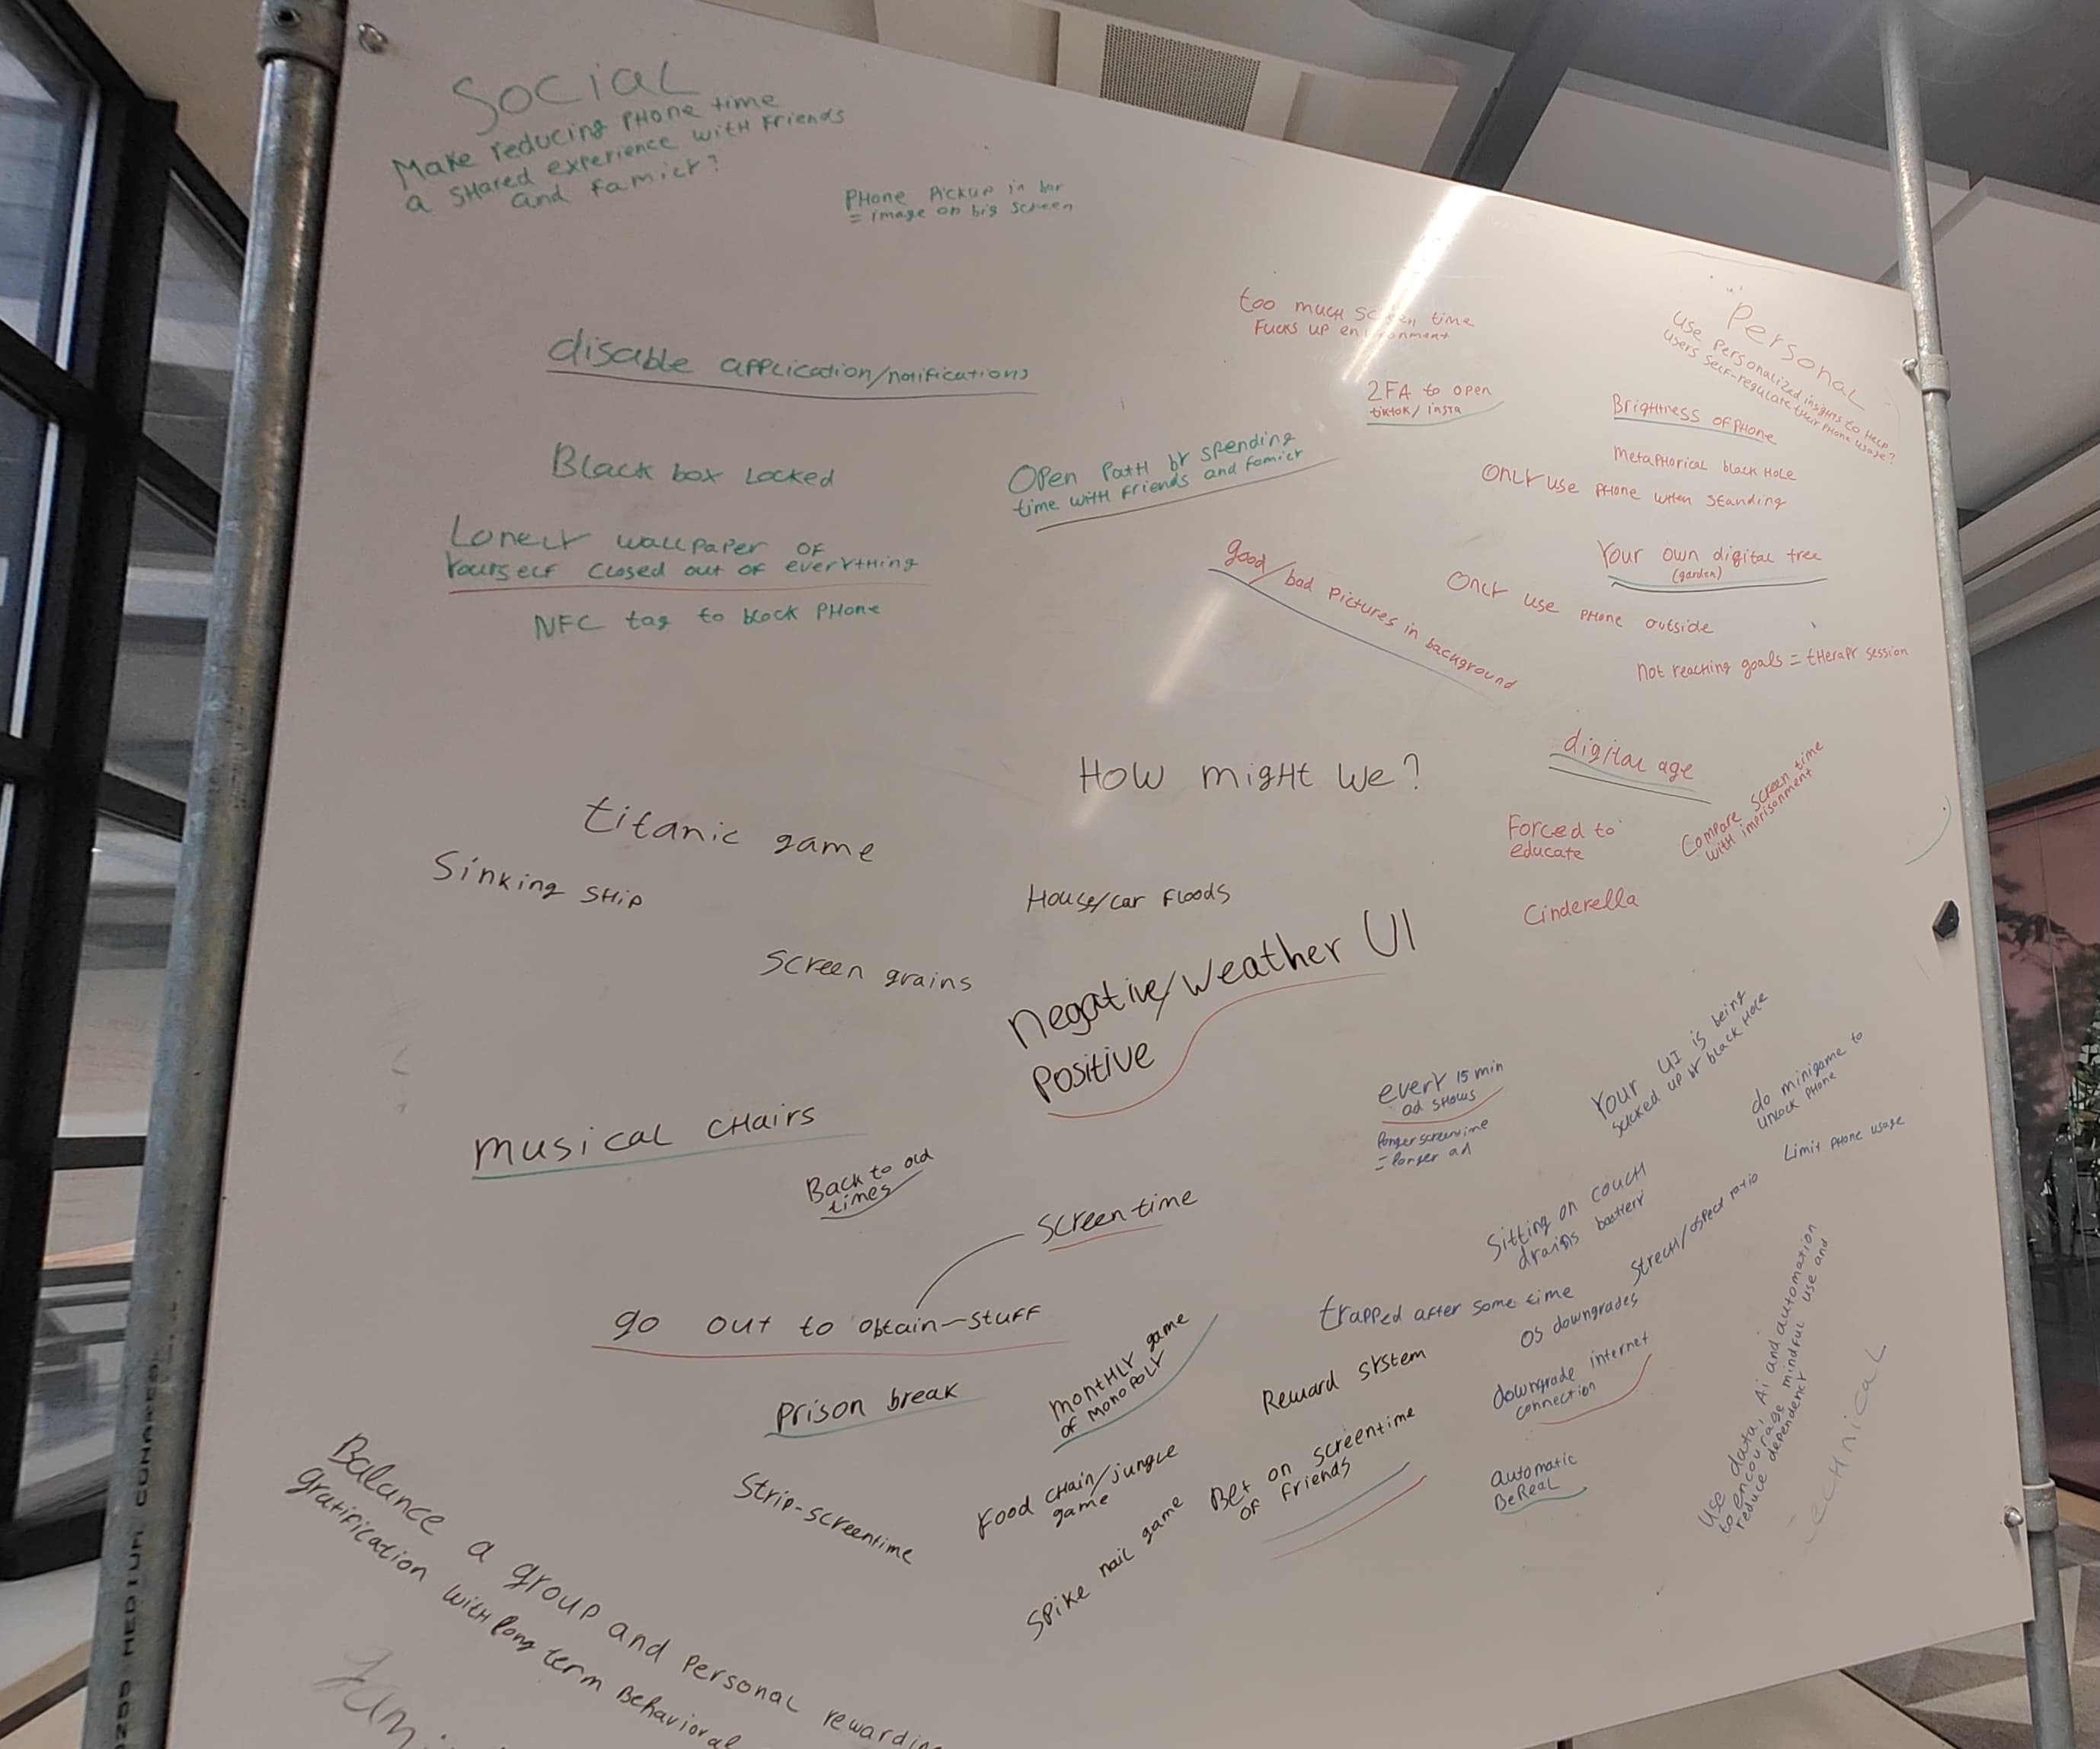 Social
Make reducing phone time
a shared experience with friends
and family?
Phone pickup in bar
= image on big screen
disable application/notifications
Black box locked
Lonely wallpaper of
yourself closed out of everything
NFC tag to block phone
Open path by spending
time with friends and family
too much screen time
Fucks up environment
2FA to open
tiktok/insta
"Personal
use personalized insights to help
users self-regulate their phone usage?
Brightness of phone
metaphorical black hole
Only use phone when standing
Your own digital tree
(garden)
good/bad pictures in background
Only use phone outside
Not reaching goals = therapy session
How might we?
digital age
Compare screen time
with imprisonment
Forced to
educate
Cinderella
titanic game
Sinking ship
House/car floods
Screen grains
negative/weather UI
Positive
musical chairs
Back to old
times
Screentime
go out to obtain-stuff
Prison break
monthly game
of monopoly
Strip-screentime
Food chain/jungle
game
Spike nail game
Reward system
Bet on screentime
of friends
Balance a group and personal
gratification with long term Behavioral
every 15 min
ad shows
longer screentime
= longer ad
Your UI is being
sucked up by black hole
do minigame to
unlock phone
Limit phone usage
Sitting on couch
drains battery
Strech/aspect ratio
trapped after some time
OS downgrades
downgrade internet
connection
automatic
BeReal
use data, Ai and automation
to encourage mindful use and
reduce dependency
echnical